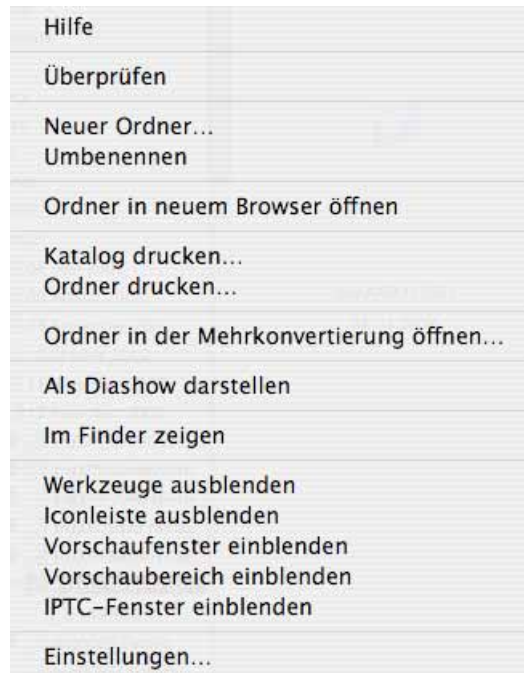 Hilfe
Überprüfen
Neuer Ordner...
Umbenennen
Ordner in neuem Browser öffnen
Katalog drucken...
Ordner drucken...
Ordner in der Mehrkonvertierung öffnen...
Als Diashow darstellen
Im Finder zeigen
Werkzeuge ausblenden
Iconleiste ausblenden
Vorschaufenster einblenden
Vorschaubereich einblenden
IPTC-Fenster einblenden
Einstellungen...